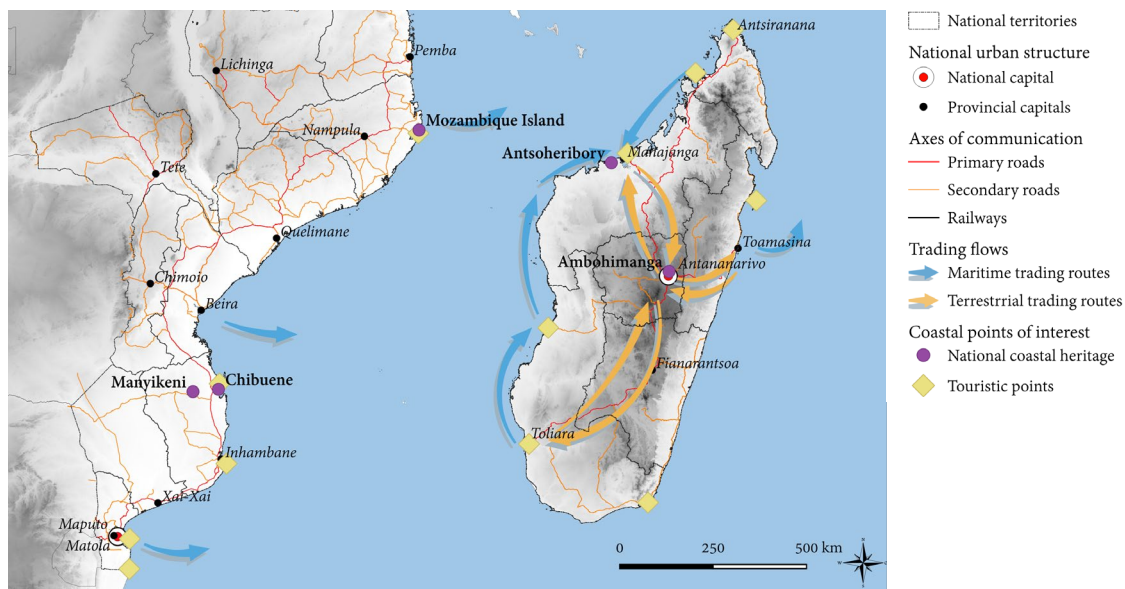 Antsiranana
Pemba
Lichinga
Mozambique Island
Nampula
Antsoheribory
Mahajanga
Tete
Quelimane
Toamasina
Ambohimanga
Antananarivo
Chimoio
Beira
Fianarantsoa
Manyikeni
Chibuene
Toliara
Inhambane
Xai-Xai
Maputo
Matola
0 250 500 km
N
W E
S
National territories
National urban structure
National capital
Provincial capitals
Axes of communication
Primary roads
Secondary roads
Railways
Trading flows
Maritime trading routes
Terrestrrial trading routes
Coastal points of interest
National coastal heritage
Touristic points